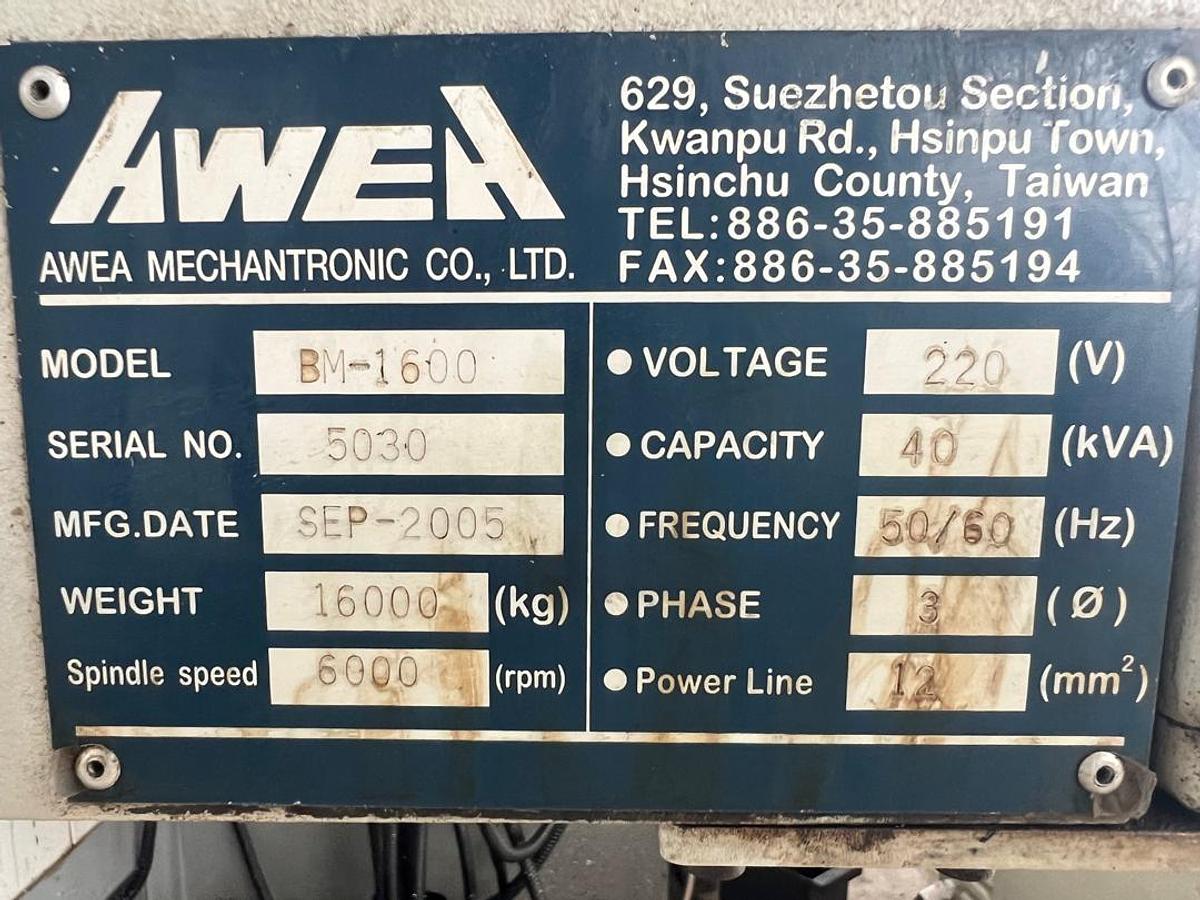 AWEA
AWEA MECHANTRONIC CO., LTD.
629, Suezhetou Section,
Kwanpu Rd., Hsinpu Town,
Hsinchu County, Taiwan
TEL:886-35-885191
FAX:886-35-885194
MODEL BM-1600
SERIAL NO. 5030
MFG.DATE SEP-2005
WEIGHT 16000 (kg)
Spindle speed 6000 (rpm)
● VOLTAGE 220 (V)
● CAPACITY 40 (kVA)
● FREQUENCY 50/60 (Hz)
● PHASE 3 (Ø)
● Power Line 12 (mm²)